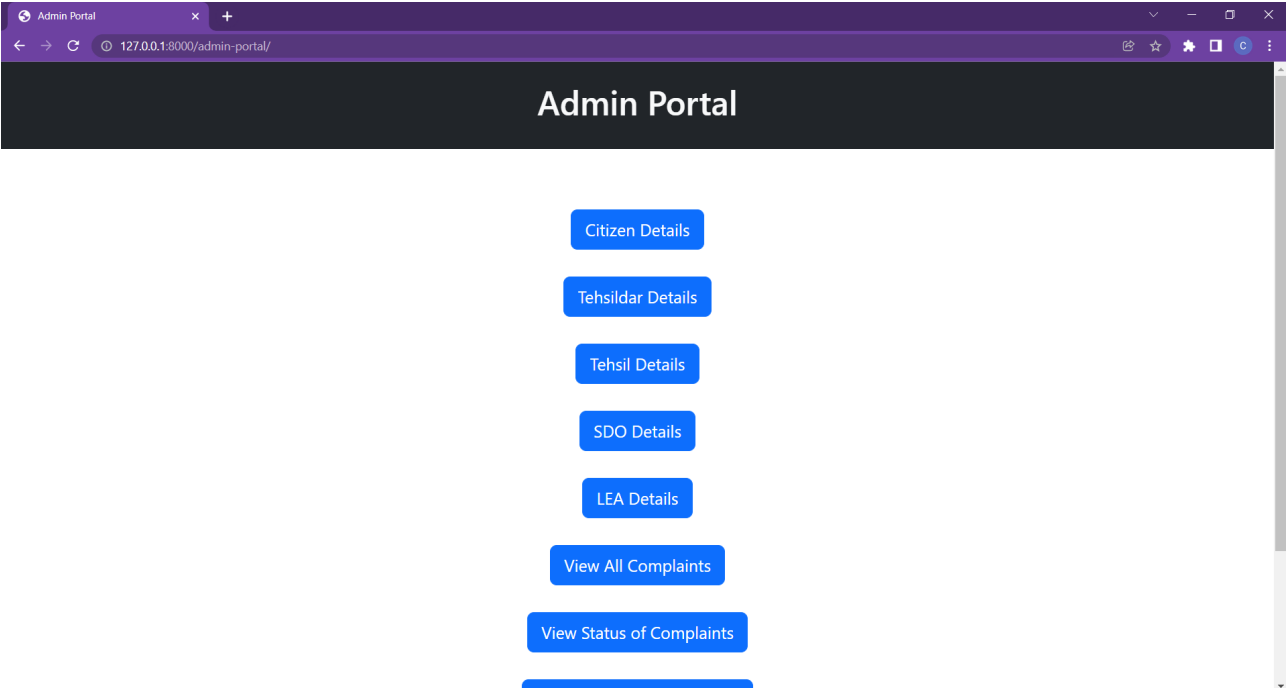 Admin Portal
127.0.0.1:8000/admin-portal/
C
Admin Portal
Citizen Details
Tehsildar Details
Tehsil Details
SDO Details
LEA Details
View All Complaints
View Status of Complaints